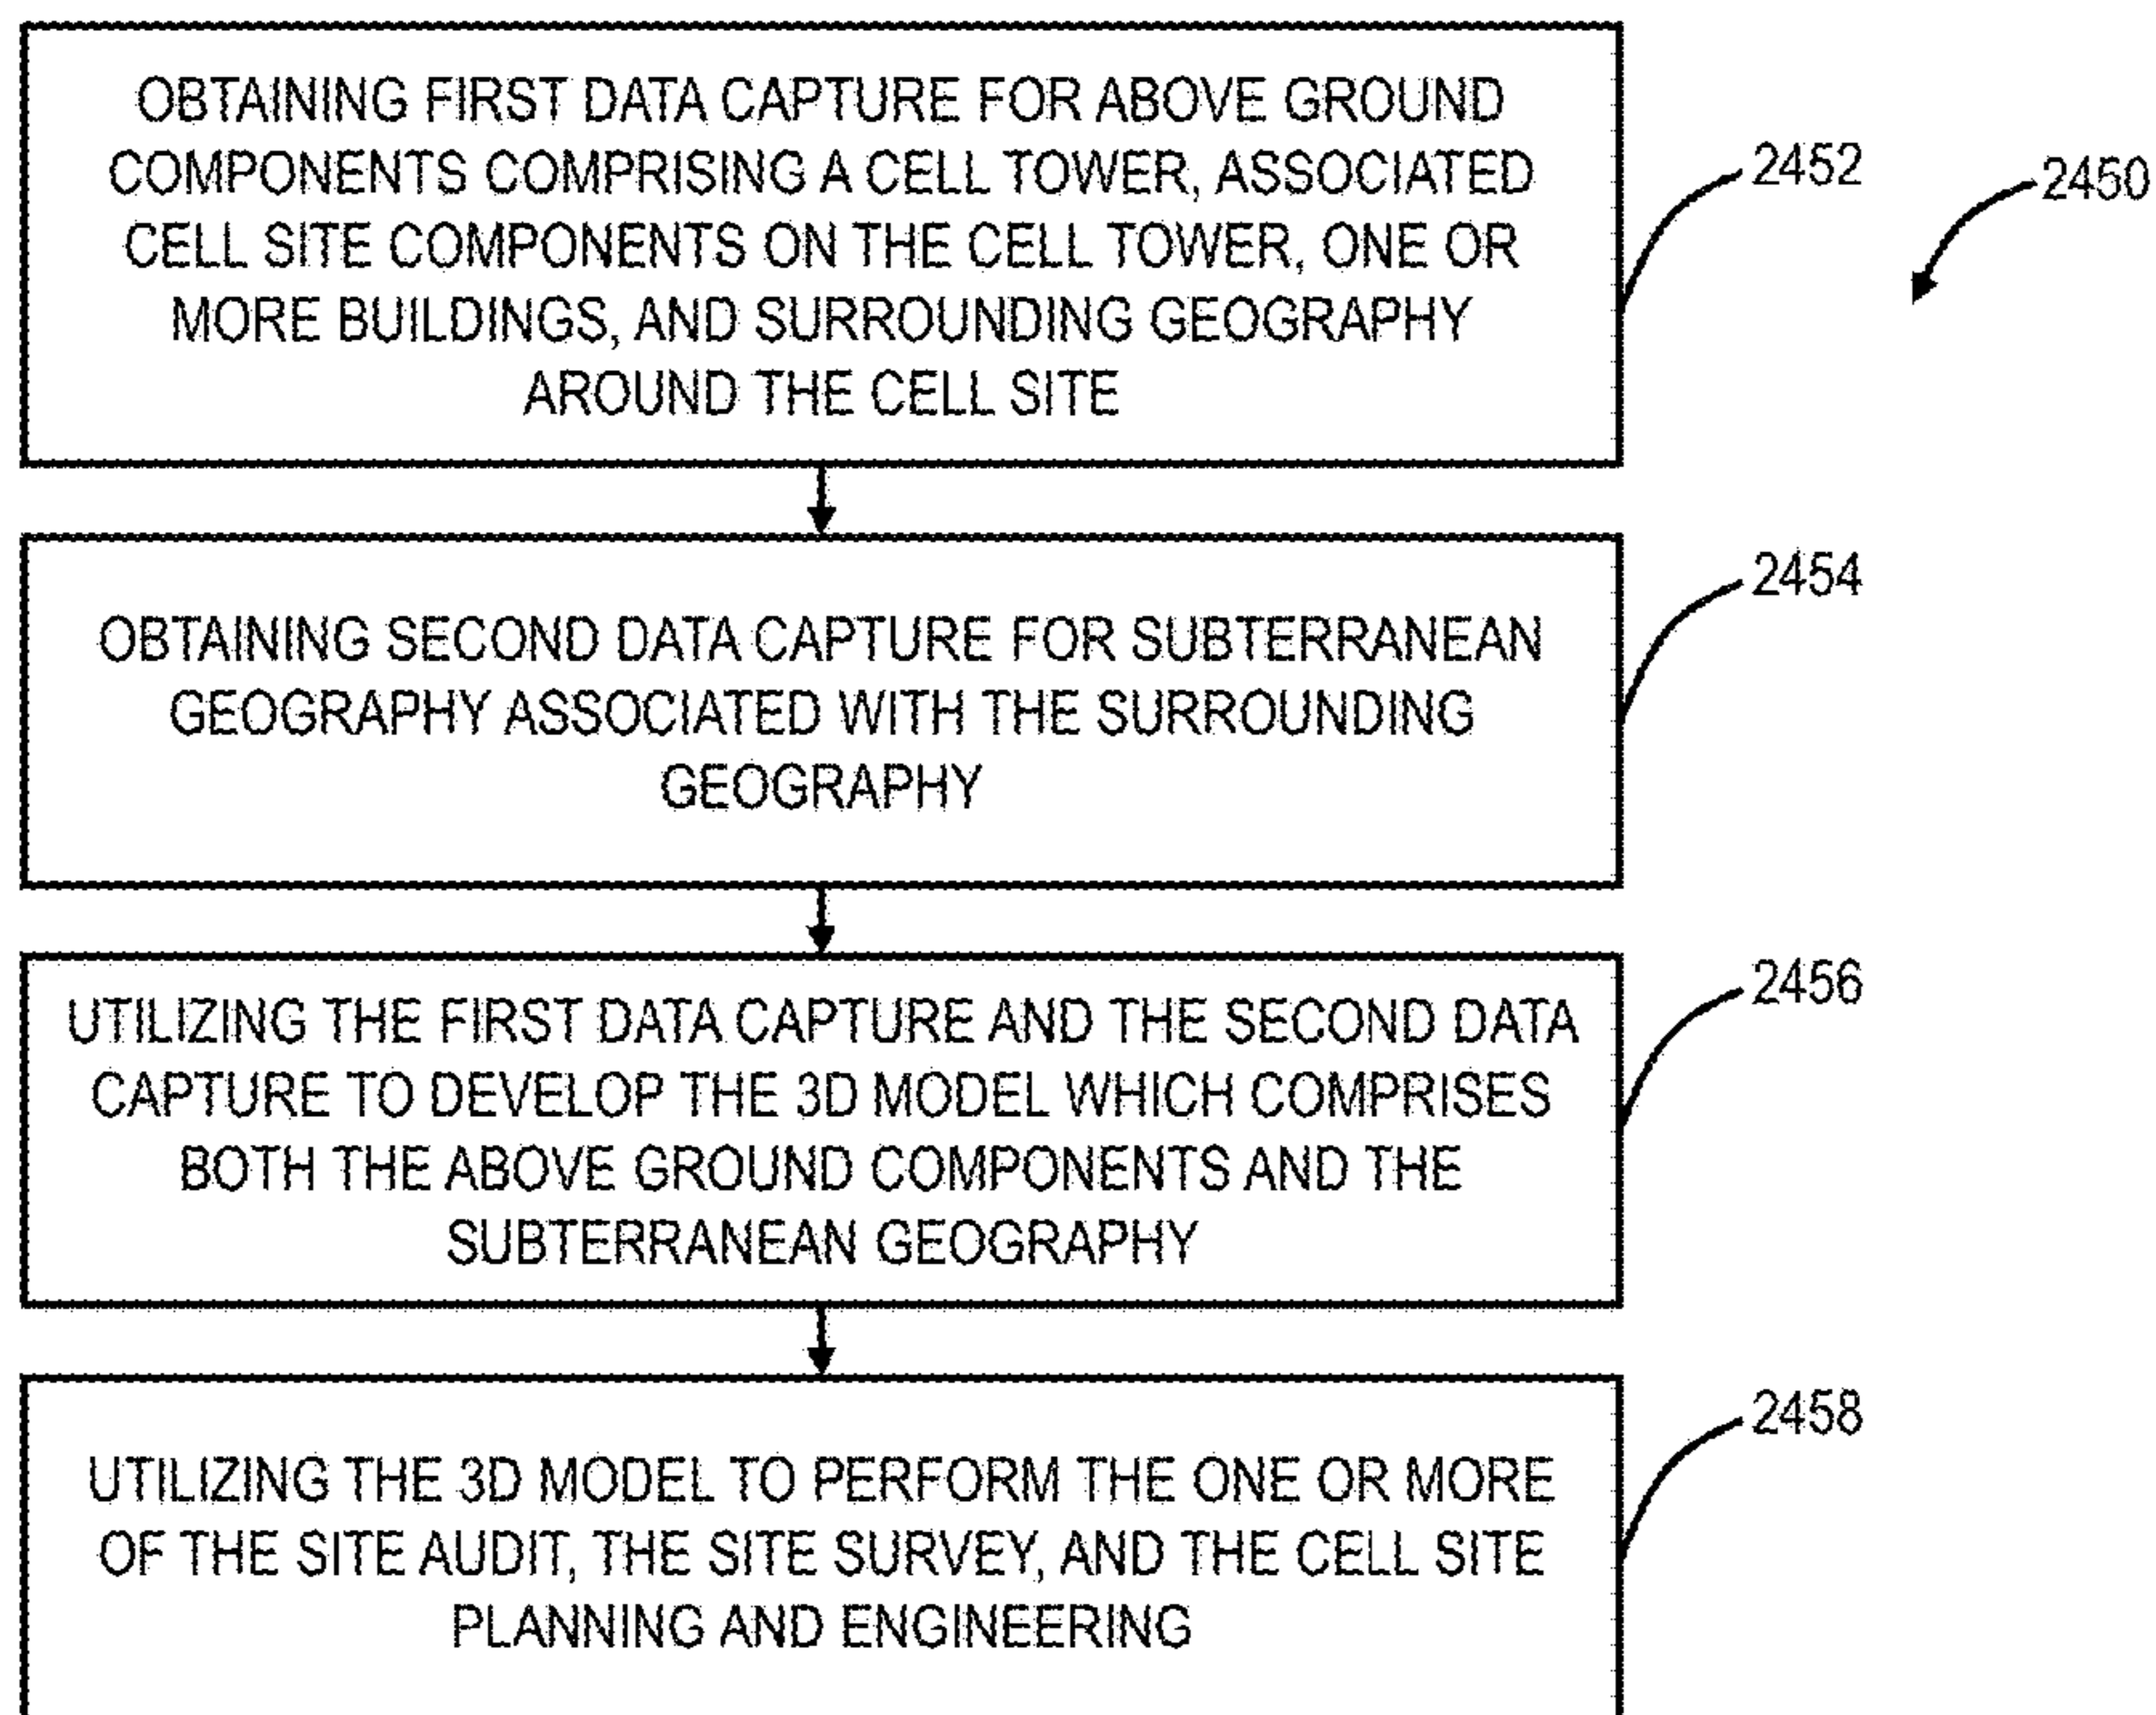 OBTAINING FIRST DATA CAPTURE FOR ABOVE GROUND
COMPONENTS COMPRISING A CELL TOWER, ASSOCIATED
CELL SITE COMPONENTS ON THE CELL TOWER, ONE OR
MORE BUILDINGS, AND SURROUNDING GEOGRAPHY
AROUND THE CELL SITE
2452
2450
OBTAINING SECOND DATA CAPTURE FOR SUBTERRANEAN
GEOGRAPHY ASSOCIATED WITH THE SURROUNDING
GEOGRAPHY
2454
UTILIZING THE FIRST DATA CAPTURE AND THE SECOND DATA
CAPTURE TO DEVELOP THE 3D MODEL WHICH COMPRISES
BOTH THE ABOVE GROUND COMPONENTS AND THE
SUBTERRANEAN GEOGRAPHY
2456
UTILIZING THE 3D MODEL TO PERFORM THE ONE OR MORE
OF THE SITE AUDIT, THE SITE SURVEY, AND THE CELL SITE
PLANNING AND ENGINEERING
2458